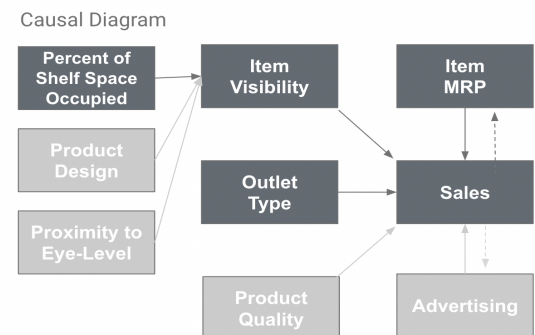 Causal Diagram
Percent of
Shelf Space
Occupied
Item
Visibility
Item
MRP
Product
Design
Outlet
Type
Sales
Proximity to
Eye-Level
Product
Quality
Advertising